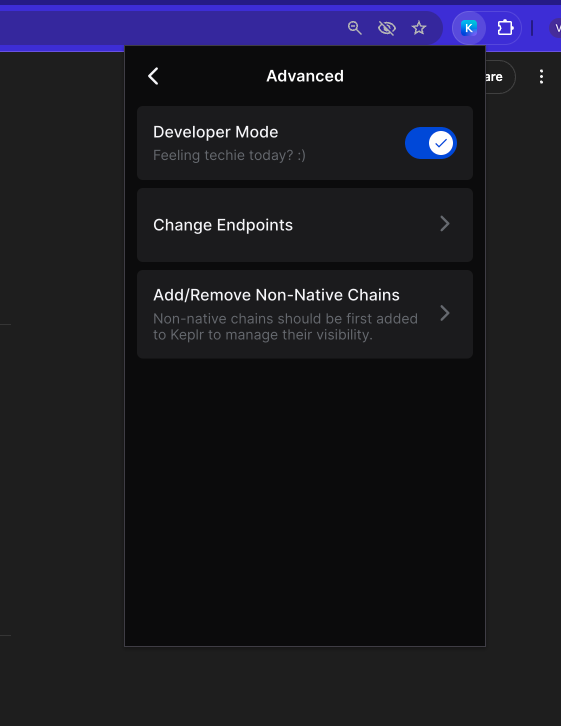 K
V
Advanced
are
Developer Mode
Feeling techie today? :)
Change Endpoints
Add/Remove Non-Native Chains
Non-native chains should be first added
to Keplr to manage their visibility.